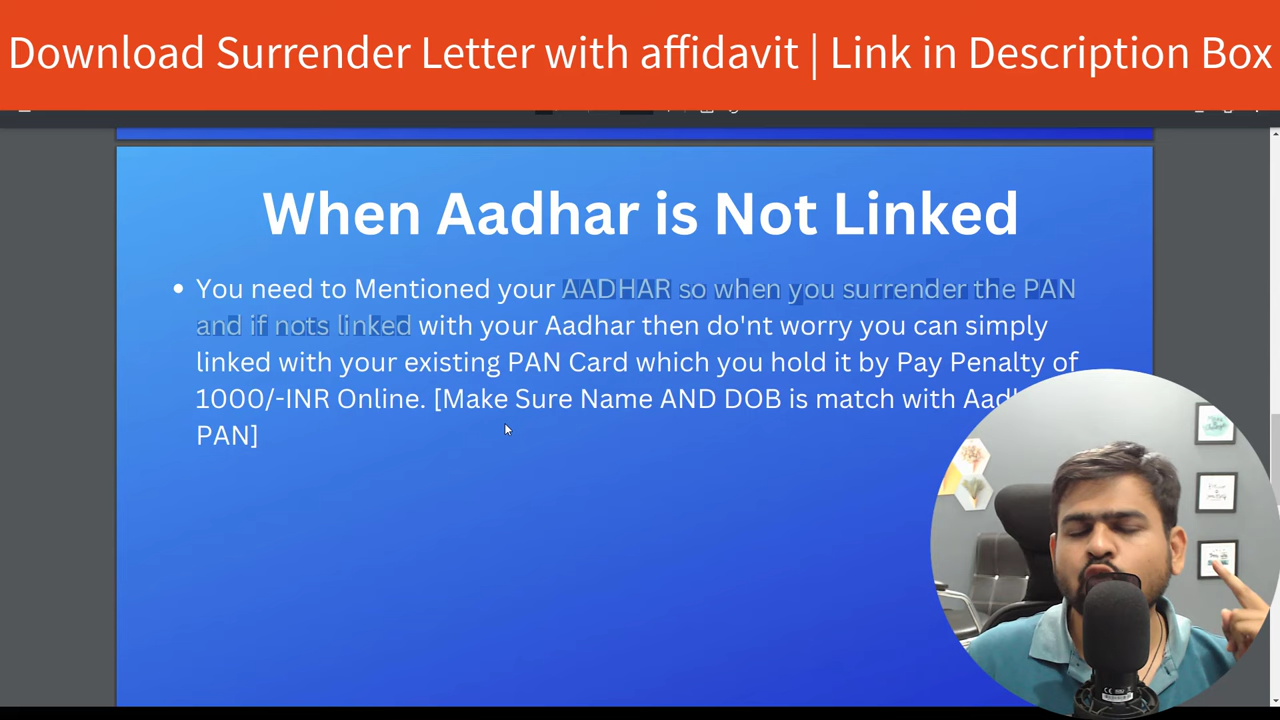 Download Surrender Letter with affidavit | Link in Description Box
When Aadhar is Not Linked
• You need to Mentioned your AADHAR so when you surrender the PAN
and if nots linked with your Aadhar then do'nt worry you can simply
linked with your existing PAN Card which you hold it by Pay Penalty of
1000/-INR Online. [Make Sure Name AND DOB is match with
PAN]